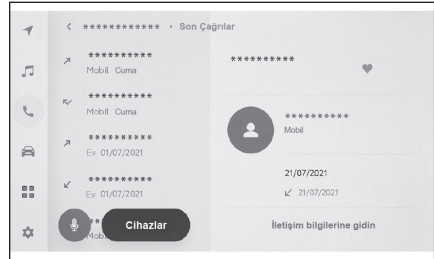 ************ • Son Çağrılar
**********
Mobil Cuma
**********
Mobil Cuma
**********
Ev 01/07/2021
**********
Ev 01/07/2021
**
Mobil
Cihazlar
**********
**********
Mobil
21/07/2021
21/07/2021
İletişim bilgilerine gidin